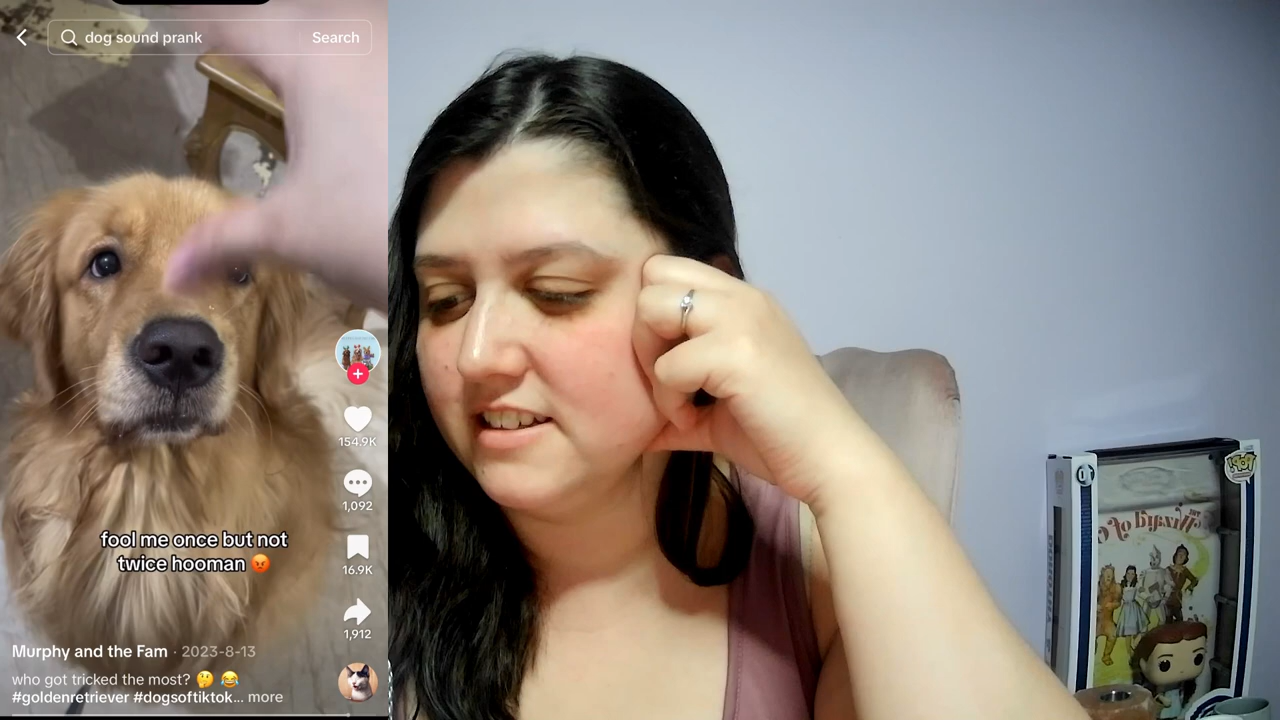 dog sound prank
Search
154.9K
1,092
fool me once but not
twice hooman 😡
16.9K
1,912
Murphy and the Fam · 2023-8-13
who got tricked the most? 🤔 😂
#goldenretriever #dogsoftiktok... more
POP!
THE
Wizard of Oz